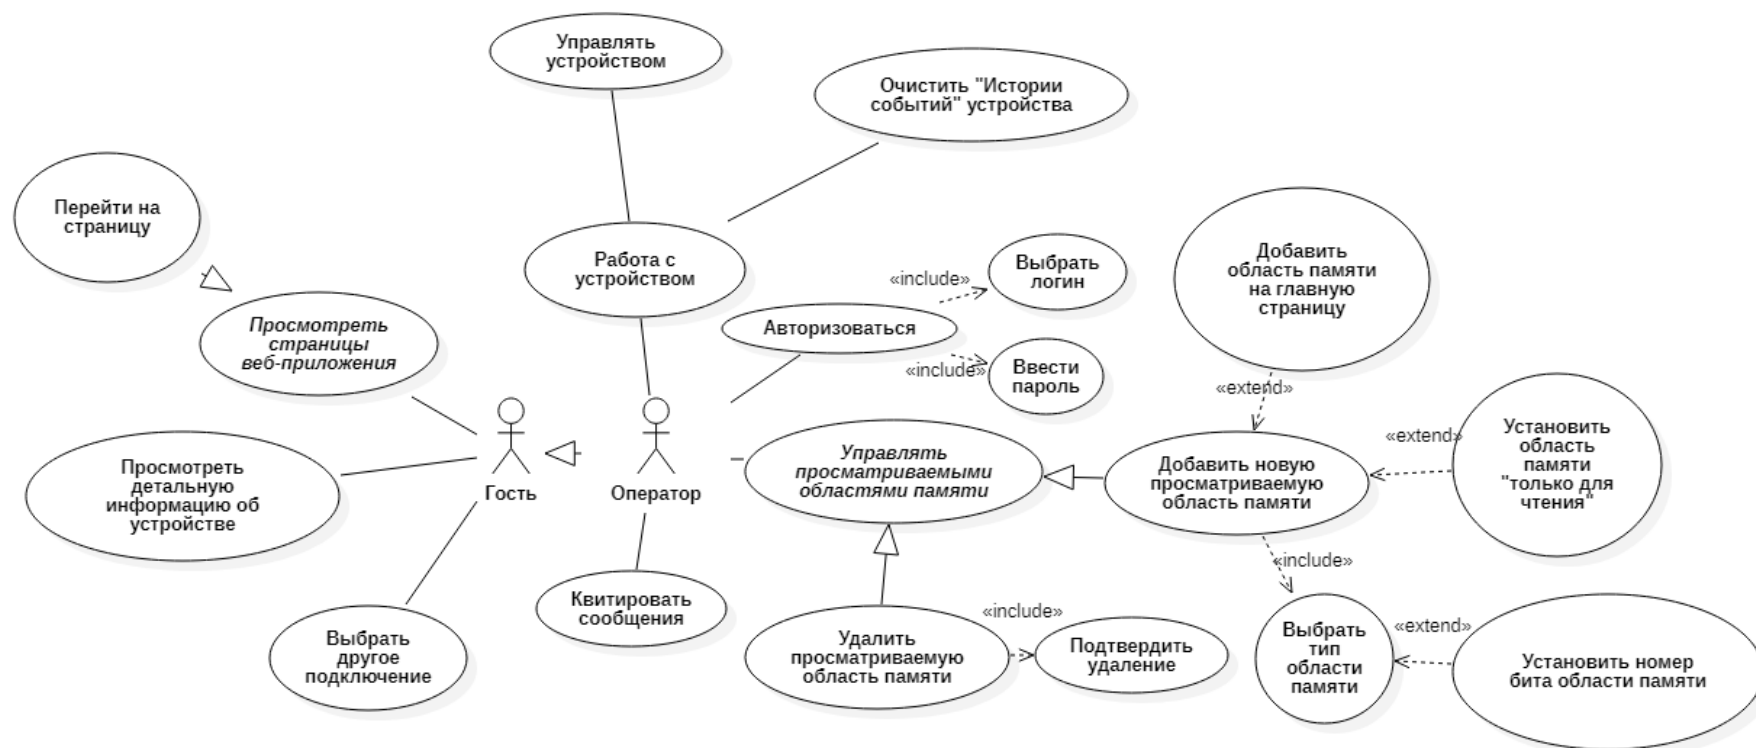 Управлять
устройством
Очистить "Истории
событий" устройства
Перейти на
страницу
Работа с
устройством
Выбрать
логин
«include»
Добавить
область памяти
на главную
страницу
Просмотреть
страницы
веб-приложения
Авторизоваться
«include»
Ввести
пароль
«extend»
Просмотреть
детальную
информацию об
устройстве
Гость
Оператор
Управлять
просматриваемыми
областями памяти
Добавить новую
просматриваемую
область памяти
«extend»
Установить
область
памяти
"только для
чтения"
«include»
Выбрать
другое
подключение
Квитировать
сообщения
Удалить
просматриваемую
область памяти
«include»
Подтвердить
удаление
Выбрать
тип
области
памяти
«extend»
Установить номер
бита области памяти